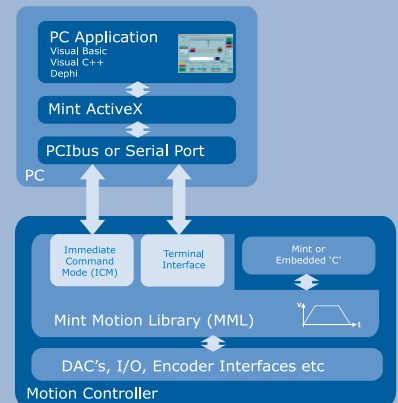 PC Application
Visual Basic
Visual C++
Dephi
Mint ActiveX
PCIbus or Serial Port
PC
Immediate
Command
Mode (ICM)
Terminal
Interface
Mint or
Embedded 'C'
Mint Motion Library (MML)
v
t
DAC's, I/O, Encoder Interfaces etc
Motion Controller